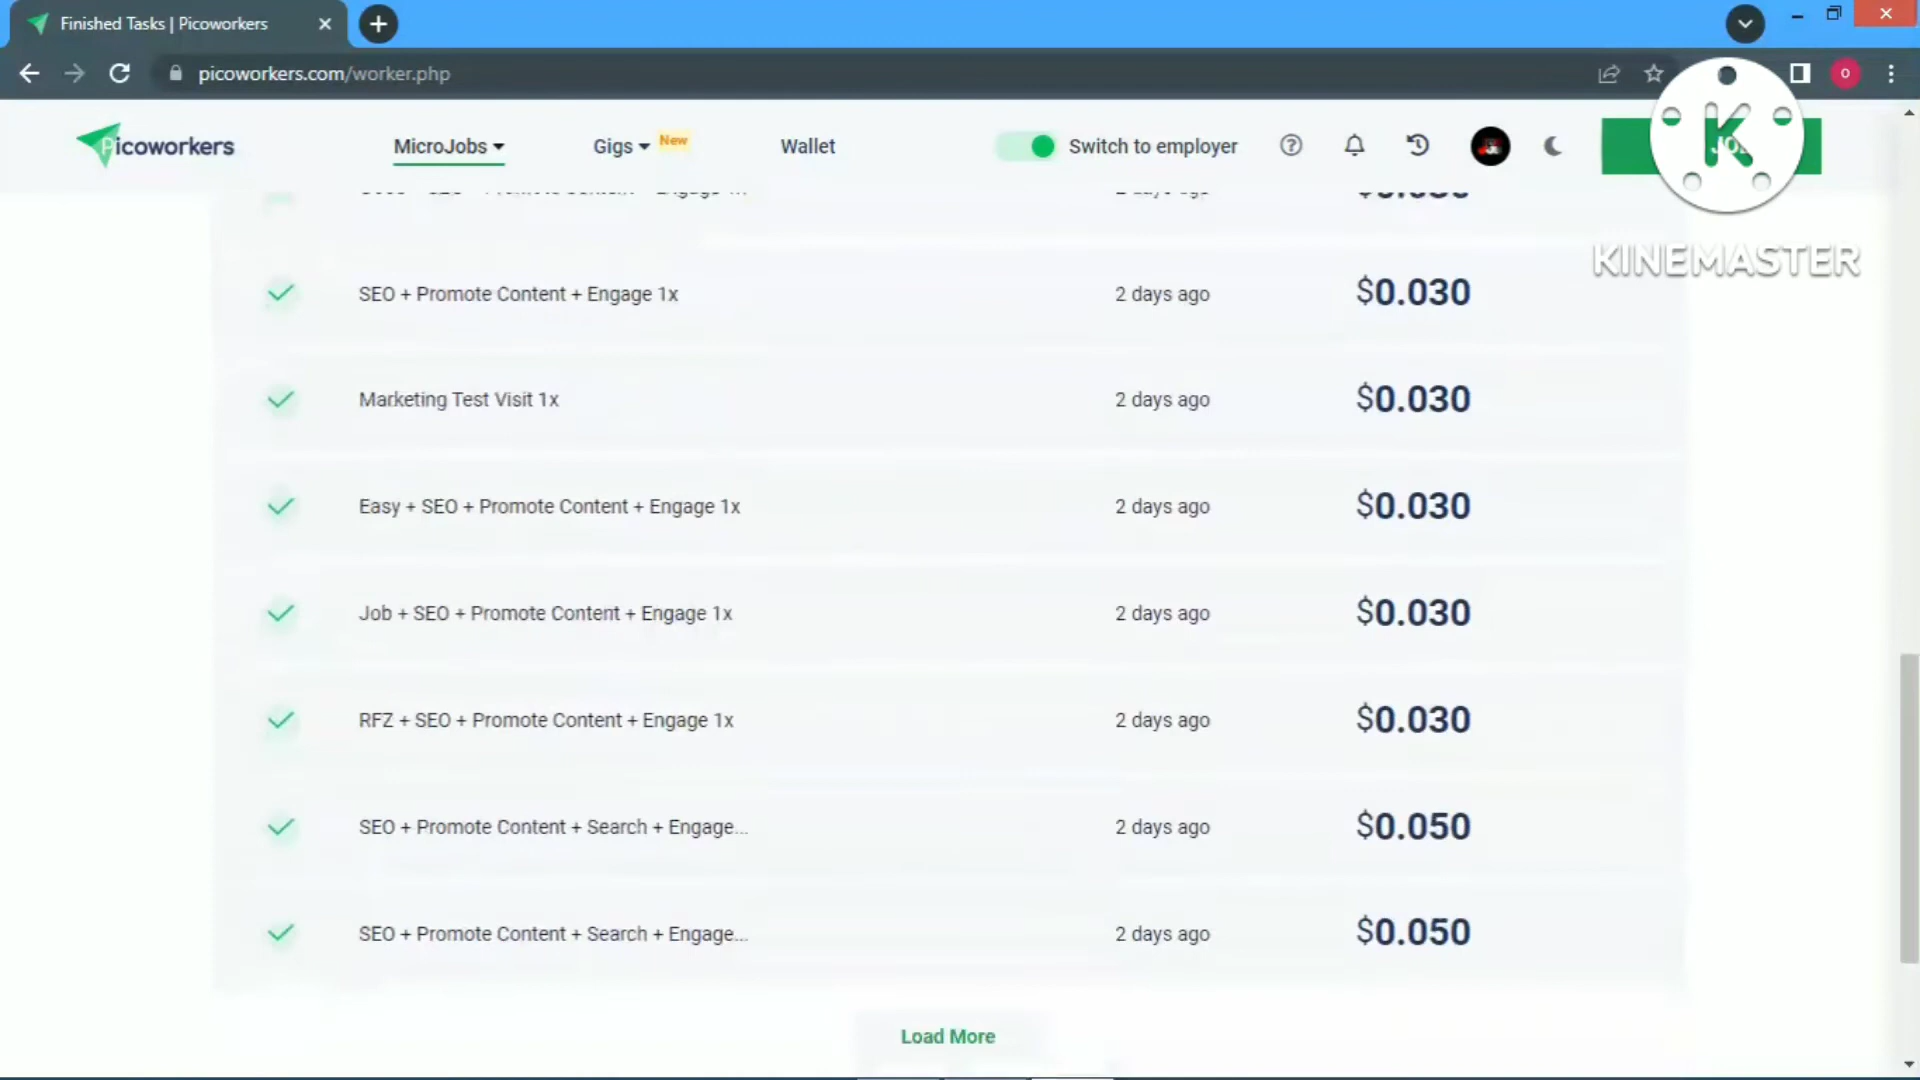 Finished Tasks | Picoworkers
picoworkers.com/worker.php
Picoworkers
MicroJobs
Gigs
New
Wallet
Switch to employer
KINEMASTER
SEO + Promote Content + Engage 1x
2 days ago
$0.030
Marketing Test Visit 1x
2 days ago
$0.030
Easy + SEO + Promote Content + Engage 1x
2 days ago
$0.030
Job + SEO + Promote Content + Engage 1x
2 days ago
$0.030
RFZ + SEO + Promote Content + Engage 1x
2 days ago
$0.030
SEO + Promote Content + Search + Engage...
2 days ago
$0.050
SEO + Promote Content + Search + Engage...
2 days ago
$0.050
Load More